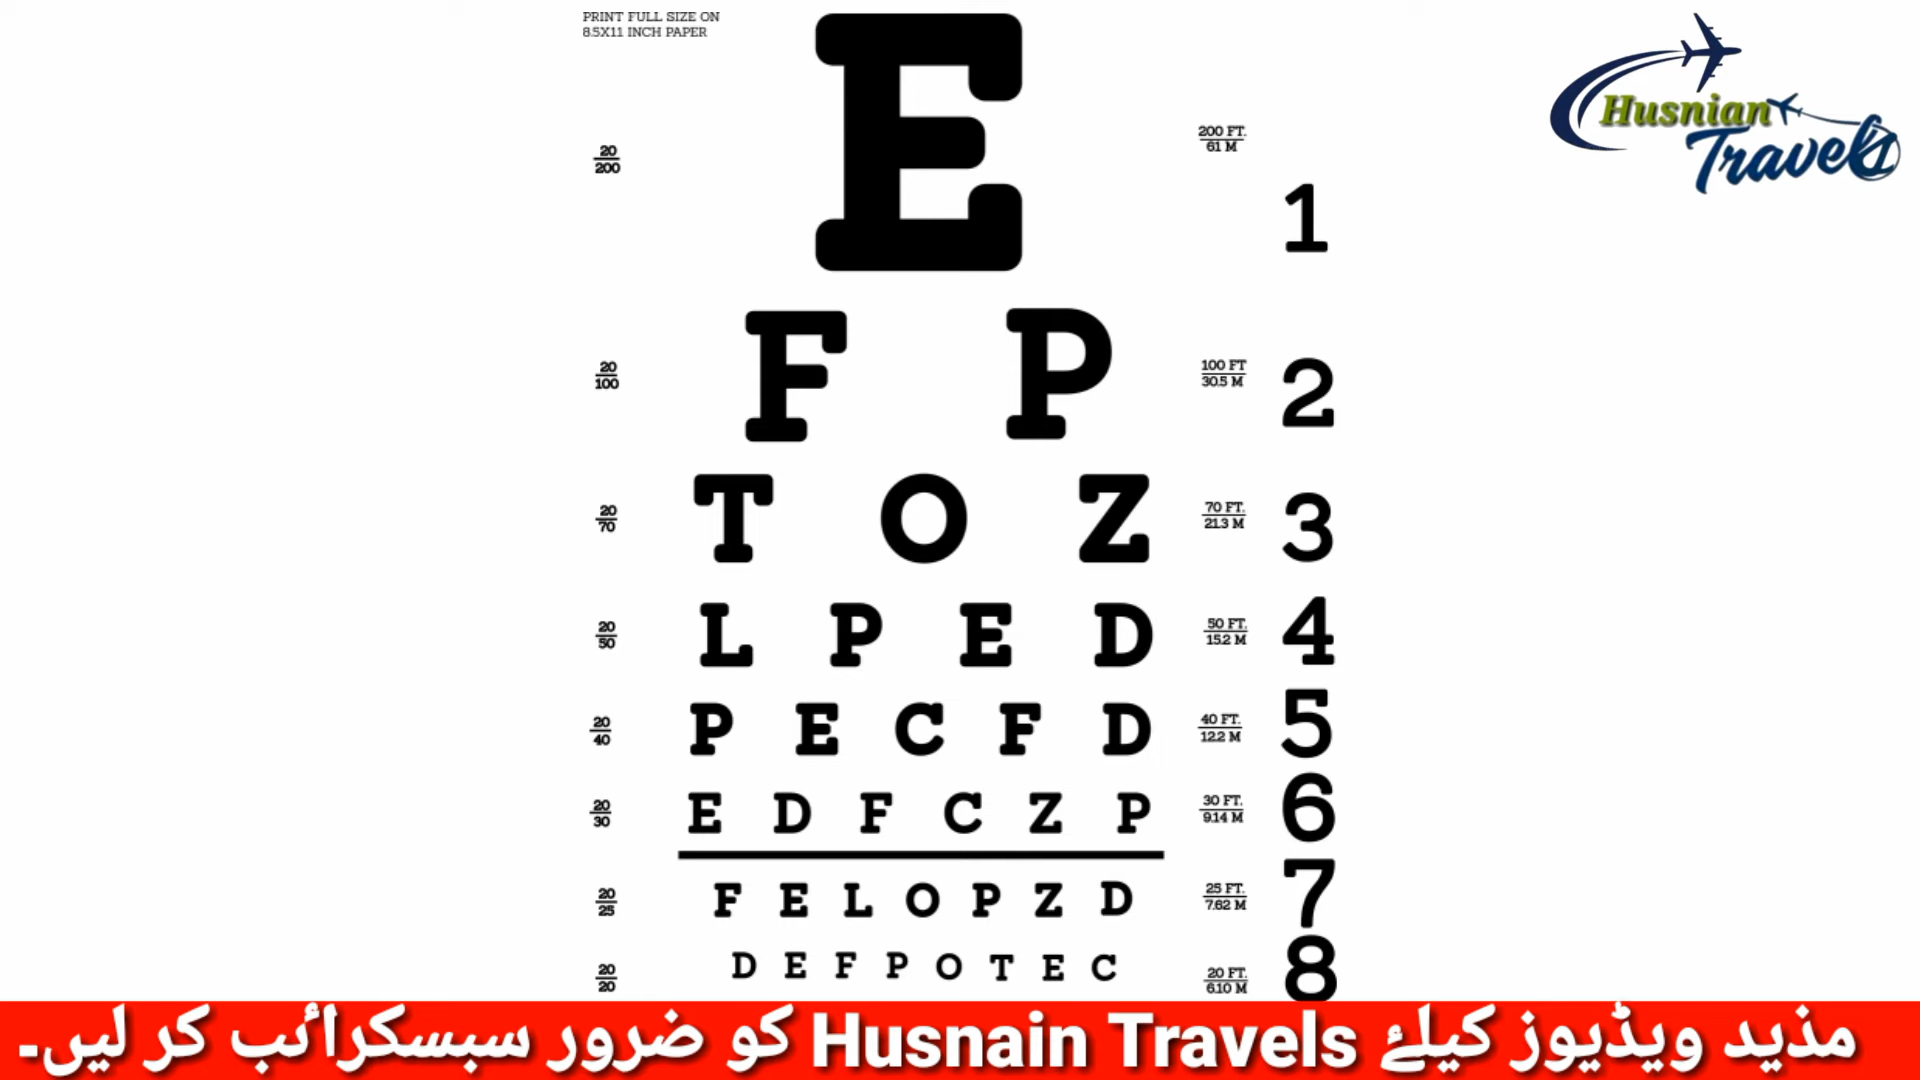 PRINT FULL SIZE ON
8.5X11 INCH PAPER
Husnian
Travels
20
200
E
200 FT.
61 M
1
20
100
F P
100 FT
30.5 M
2
20
70
T O Z
70 FT.
21.3 M
3
20
50
L P E D
50 FT.
15.2 M
4
20
40
P E C F D
40 FT.
12.2 M
5
20
30
E D F C Z P
30 FT.
9.14 M
6
20
25
F E L O P Z D
25 FT.
7.62 M
7
20
20
D E F P O T E C
20 FT.
6.10 M
8
مذید ویڈیوز کیلئے Husnain Travels کو ضرور سبسکرائب کر لیں۔